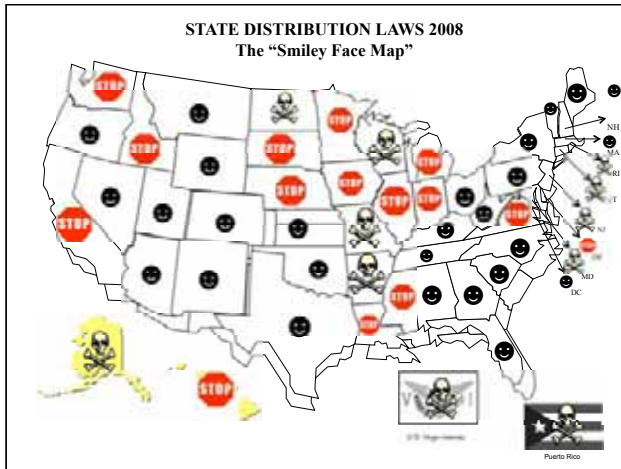 STATE DISTRIBUTION LAWS 2008
The “Smiley Face Map”
STOP
STOP
STOP
STOP
STOP
STOP
STOP
STOP
STOP
STOP
STOP
STOP
STOP
STOP
NH
MA
RI
NJ
MD
DC
STOP
V I
Puerto Rico